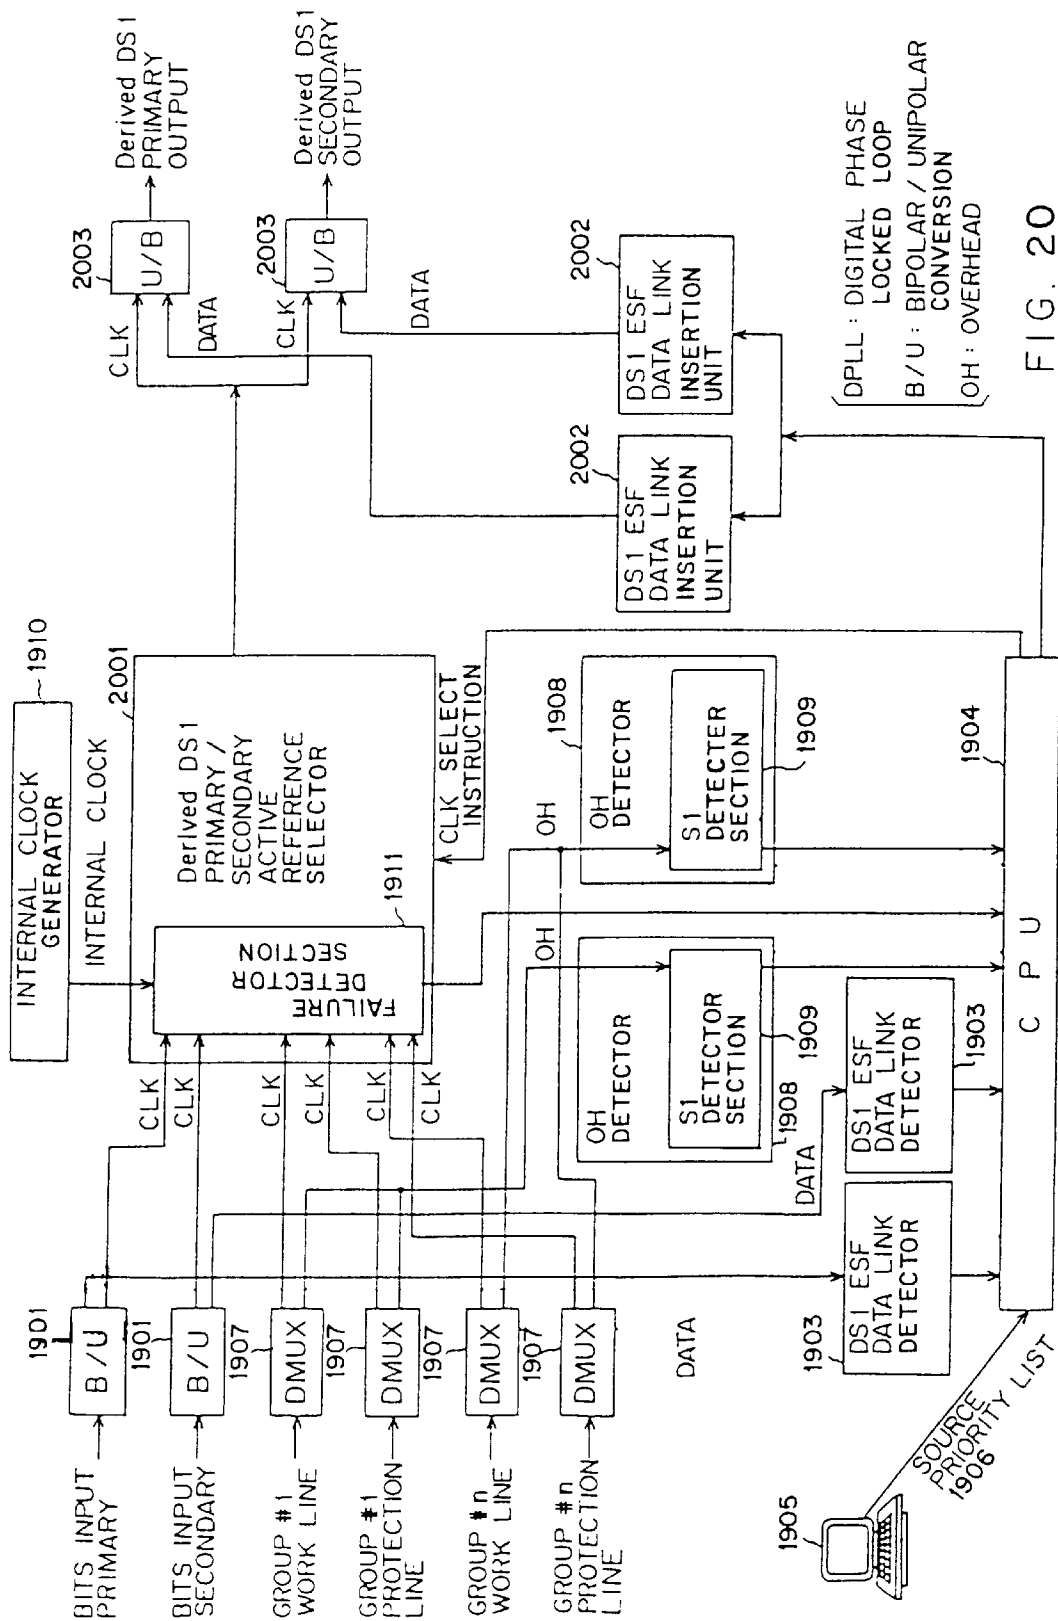 BITS INPUT
PRIMARY
BITS INPUT
SECONDARY
GROUP #1
WORK LINE
GROUP #1
PROTECTION
LINE
GROUP #n
WORK LINE
GROUP #n
PROTECTION
LINE
1901
B/U
1901
B/U
1907
DMUX
1907
DMUX
1907
DMUX
1907
DMUX
INTERNAL CLOCK
GENERATOR
1910
INTERNAL CLOCK
2001
CLK
CLK
CLK
CLK
CLK
CLK
FAILURE
DETECTOR
SECTION
1911
Derived DS1
PRIMARY /
SECONDARY
ACTIVE
REFERENCE
SELECTOR
CLK SELECT
INSTRUCTION
OH
OH
OH
DETECTOR
S1
DETECTOR
SECTION
1909
1908
OH
DETECTOR
S1
DETECTER
SECTION
1908
1909
DATA
DATA
1903
DS1 ESF
DATA LINK
DETECTOR
DS1 ESF
DATA LINK
DETECTOR
1903
1904
C P U
1905
SOURCE
PRIORITY LIST
1906
2002
DS1 ESF
DATA LINK
INSERTION
UNIT
2002
DS1 ESF
DATA LINK
INSERTION
UNIT
CLK
DATA
CLK
DATA
2003
U/B
2003
U/B
Derived DS1
PRIMARY
OUTPUT
Derived DS1
SECONDARY
OUTPUT
DPLL : DIGITAL PHASE
LOCKED LOOP
B/U : BIPOLAR / UNIPOLAR
CONVERSION
OH : OVERHEAD
FIG. 20